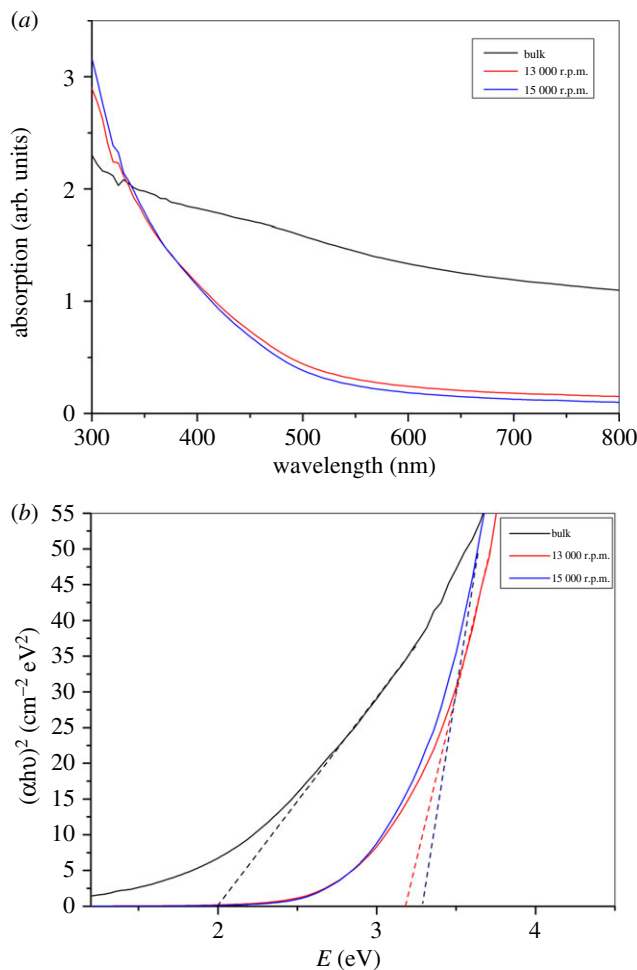 (a)
3
2
1
0
absorption (arb. units)
bulk
13 000 r.p.m.
15 000 r.p.m.
300 400 500 600 700 800
wavelength (nm)
(b)
55
50
45
40
35
30
25
20
15
10
5
0
(αhυ)² (cm⁻² eV²)
bulk
13 000 r.p.m.
15 000 r.p.m.
2 3 4
E (eV)